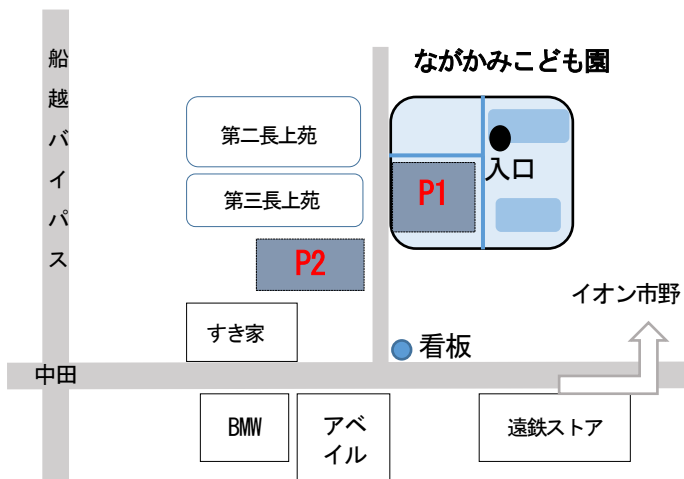 船越バイパス
ながかみこども園
第二長上苑
入口
第三長上苑
P1
P2
イオン市野
すき家
看板
中田
BMW
アベ
イル
遠鉄ストア